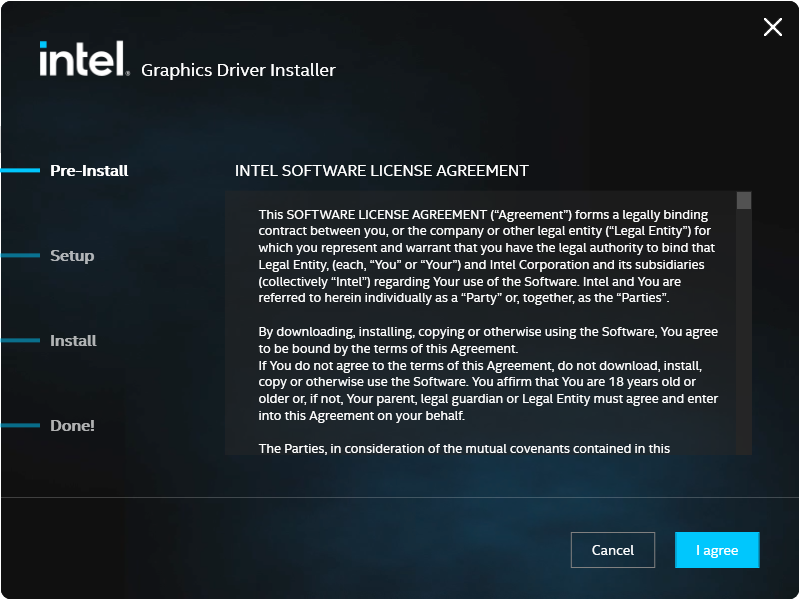 intel. Graphics Driver Installer
Pre-Install
Setup
Install
Done!
INTEL SOFTWARE LICENSE AGREEMENT
This SOFTWARE LICENSE AGREEMENT (“Agreement”) forms a legally binding
contract between you, or the company or other legal entity (“Legal Entity”) for
which you represent and warrant that you have the legal authority to bind that
Legal Entity, (each, “You” or “Your”) and Intel Corporation and its subsidiaries
(collectively “Intel”) regarding Your use of the Software. Intel and You are
referred to herein individually as a “Party” or, together, as the “Parties”.
By downloading, installing, copying or otherwise using the Software, You agree
to be bound by the terms of this Agreement.
If You do not agree to the terms of this Agreement, do not download, install,
copy or otherwise use the Software. You affirm that You are 18 years old or
older or, if not, Your parent, legal guardian or Legal Entity must agree and enter
into this Agreement on your behalf.
The Parties, in consideration of the mutual covenants contained in this
Cancel
I agree